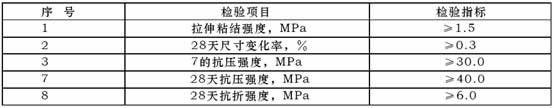 序 号 检验项目 检验指标
1 拉伸粘结强度，MPa ≥1.5
2 28天尺寸变化率，% ≥0.3
3 7的抗压强度，MPa ≥30.0
7 28天抗压强度，MPa ≥40.0
8 28天抗折强度，MPa ≥6.0